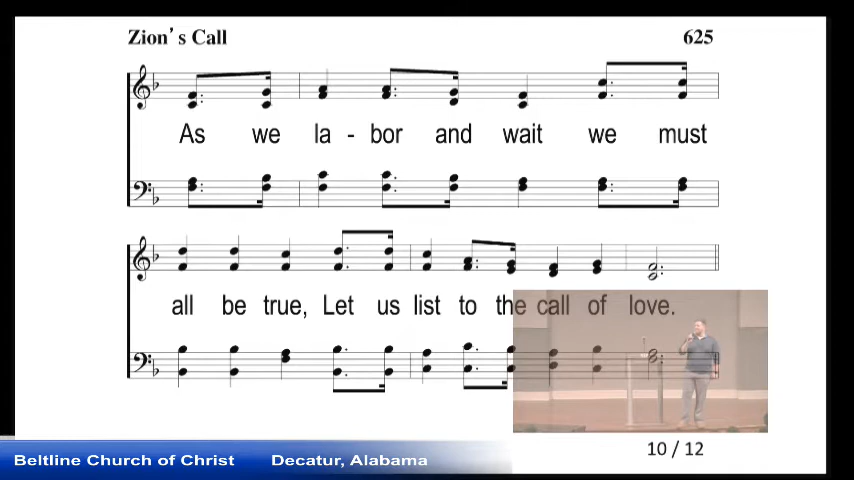 Zion's Call 625
As we la - bor and wait we must
all be true, Let us list to the call of love.
10 / 12
Beltline Church of Christ Decatur, Alabama